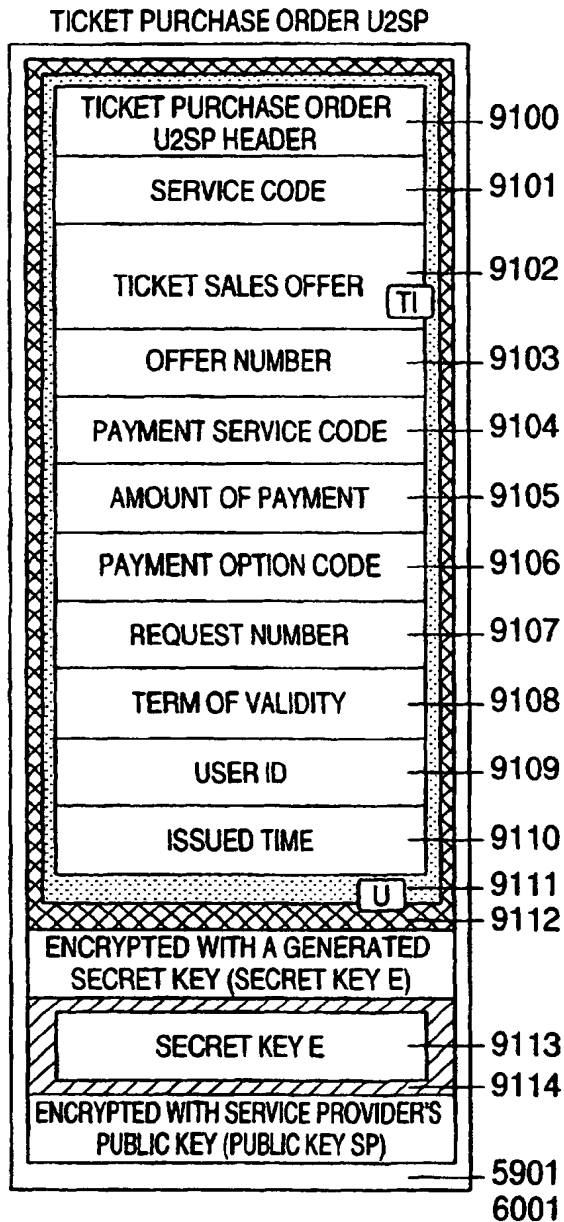 TICKET PURCHASE ORDER U2SP
TICKET PURCHASE ORDER
U2SP HEADER
9100
SERVICE CODE
9101
TICKET SALES OFFER
TI
9102
OFFER NUMBER
9103
PAYMENT SERVICE CODE
9104
AMOUNT OF PAYMENT
9105
PAYMENT OPTION CODE
9106
REQUEST NUMBER
9107
TERM OF VALIDITY
9108
USER ID
9109
ISSUED TIME
9110
U
9111
9112
ENCRYPTED WITH A GENERATED
SECRET KEY (SECRET KEY E)
SECRET KEY E
9113
9114
ENCRYPTED WITH SERVICE PROVIDER'S
PUBLIC KEY (PUBLIC KEY SP)
5901
6001